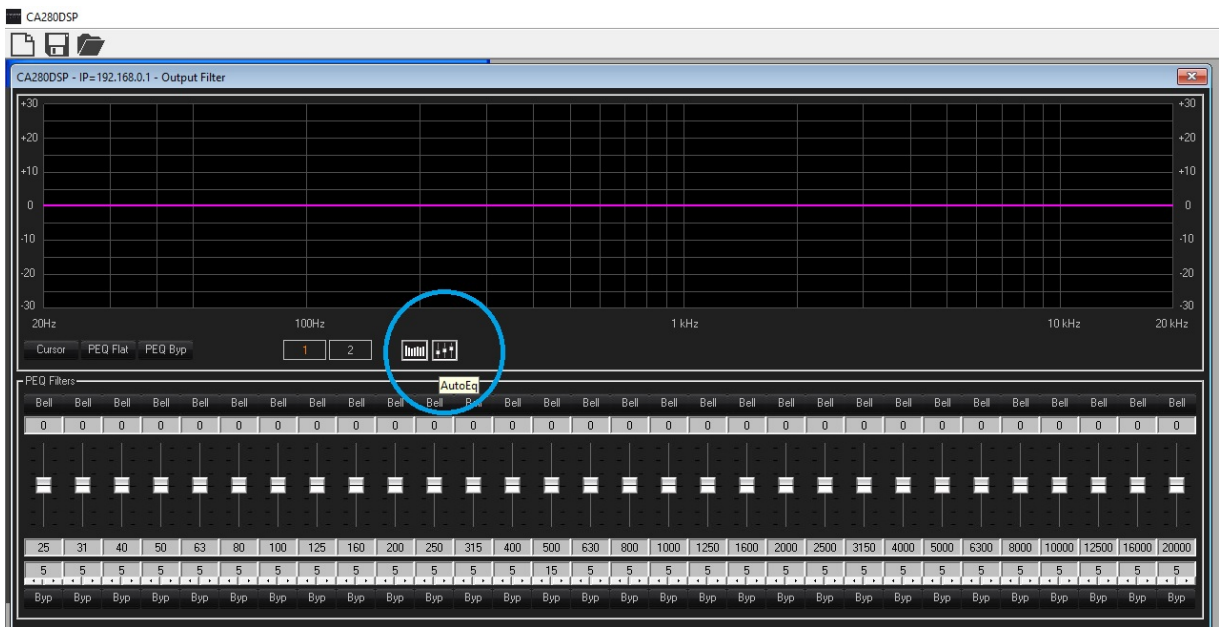 CA280DSP
CA280DSP - IP=192.168.0.1 - Output Filter
+30 +30
+20 +20
+10 +10
0 0
-10 -10
-20 -20
-30 -30
20Hz 100Hz 1 kHz 10 kHz 20 kHz
Cursor PEQ Flat PEQ Byp 1 2
AutoEq
PEQ Filters
Bell Bell Bell Bell Bell Bell Bell Bell Bell Bell Bell Bell Bell Bell Bell Bell Bell Bell Bell Bell Bell Bell Bell Bell Bell Bell Bell Bell Bell Bell
0 0 0 0 0 0 0 0 0 0 0 0 0 0 0 0 0 0 0 0 0 0 0 0 0 0 0 0 0 0
25 31 40 50 63 80 100 125 160 200 250 315 400 500 630 800 1000 1250 1600 2000 2500 3150 4000 5000 6300 8000 10000 12500 16000 20000
5 5 5 5 5 5 5 5 5 5 5 5 5 15 5 5 5 5 5 5 5 5 5 5 5 5 5 5 5 5
Byp Byp Byp Byp Byp Byp Byp Byp Byp Byp Byp Byp Byp Byp Byp Byp Byp Byp Byp Byp Byp Byp Byp Byp Byp Byp Byp Byp Byp Byp